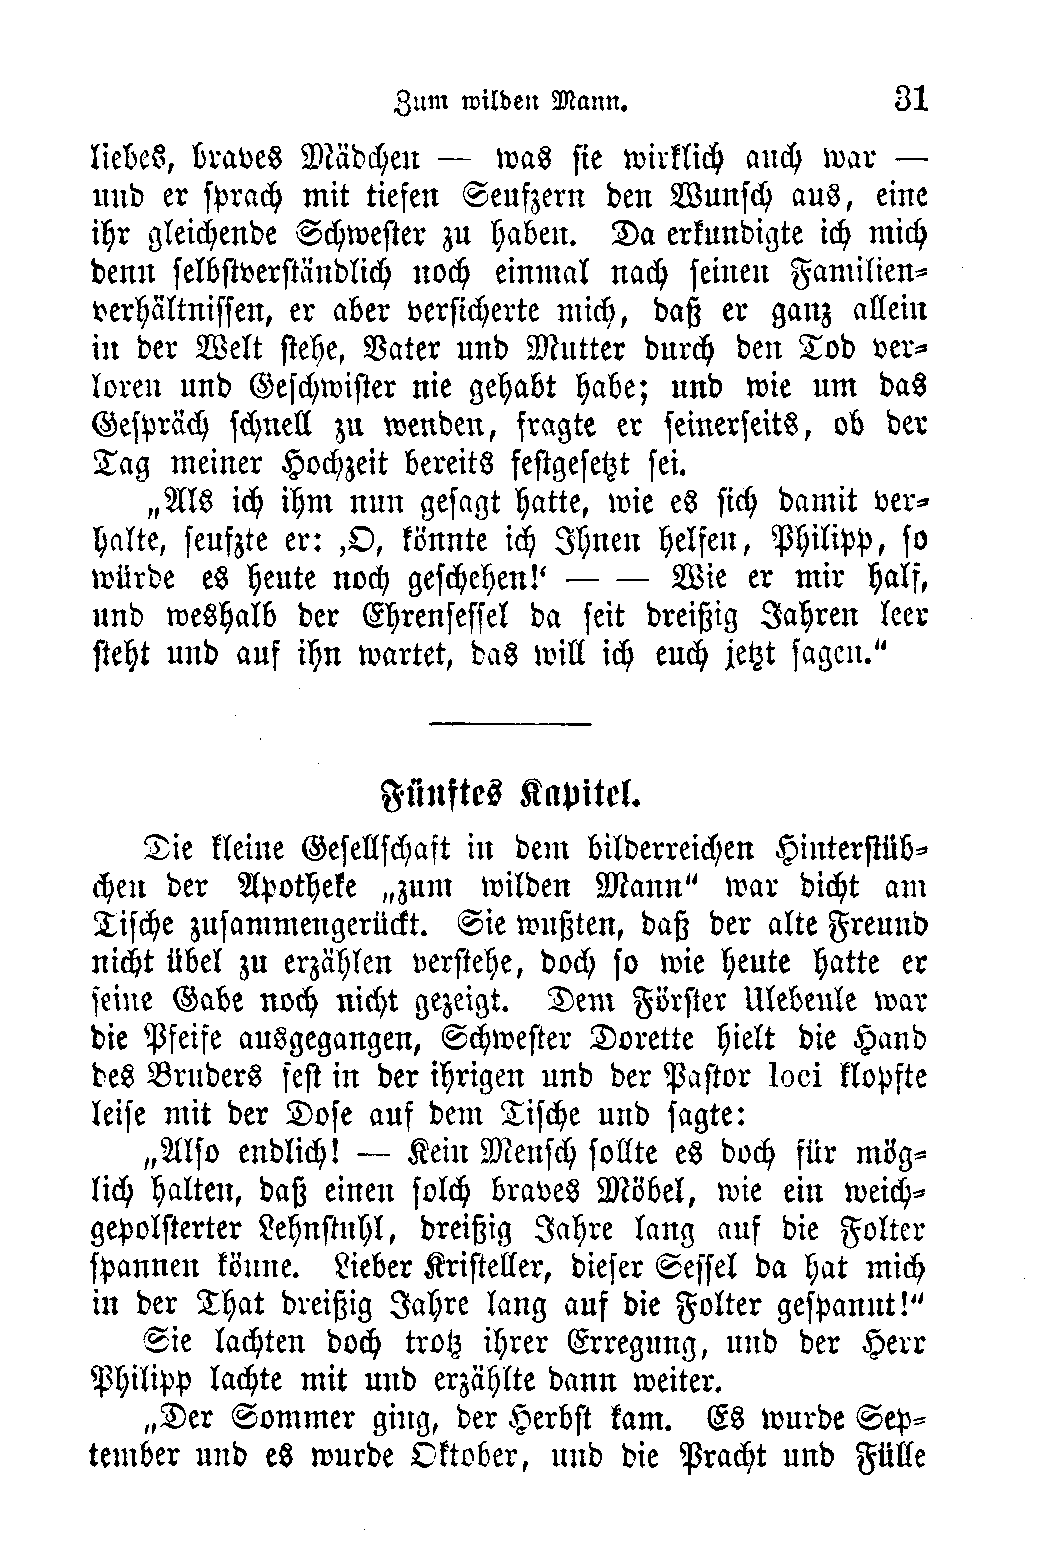 Zum wilden Mann. 31
liebes, braves Mädchen — was sie wirklich auch war —
und er sprach mit tiefen Seufzern den Wunsch aus, eine
ihr gleichende Schwester zu haben. Da erkundigte ich mich
denn selbstverständlich noch einmal nach seinen Familien-
verhältnissen, er aber versicherte mich, daß er ganz allein
in der Welt stehe, Vater und Mutter durch den Tod ver-
loren und Geschwister nie gehabt habe; und wie um das
Gespräch schnell zu wenden, fragte er seinerseits, ob der
Tag meiner Hochzeit bereits festgesetzt sei.
„Als ich ihm nun gesagt hatte, wie es sich damit ver-
halte, seufzte er: ‚O, könnte ich Ihnen helfen, Philipp, so
würde es heute noch geschehen!‘ — — Wie er mir half,
und weshalb der Ehrensessel da seit dreißig Jahren leer
steht und auf ihn wartet, das will ich euch jetzt sagen.“
Fünftes Kapitel.
Die kleine Gesellschaft in dem bilderreichen Hinterstüb-
chen der Apotheke „zum wilden Mann“ war dicht am
Tische zusammengerückt. Sie wußten, daß der alte Freund
nicht übel zu erzählen verstehe, doch so wie heute hatte er
seine Gabe noch nicht gezeigt. Dem Förster Ulebeule war
die Pfeife ausgegangen, Schwester Dorette hielt die Hand
des Bruders fest in der ihrigen und der Pastor loci klopfte
leise mit der Dose auf dem Tische und sagte:
„Also endlich! — Kein Mensch sollte es doch für mög-
lich halten, daß einen solch braves Möbel, wie ein weich-
gepolsterter Lehnstuhl, dreißig Jahre lang auf die Folter
spannen könne. Lieber Kristeller, dieser Sessel da hat mich
in der That dreißig Jahre lang auf die Folter gespannt!“
Sie lachten doch trotz ihrer Erregung, und der Herr
Philipp lachte mit und erzählte dann weiter.
„Der Sommer ging, der Herbst kam. Es wurde Sep-
tember und es wurde Oktober, und die Pracht und Fülle